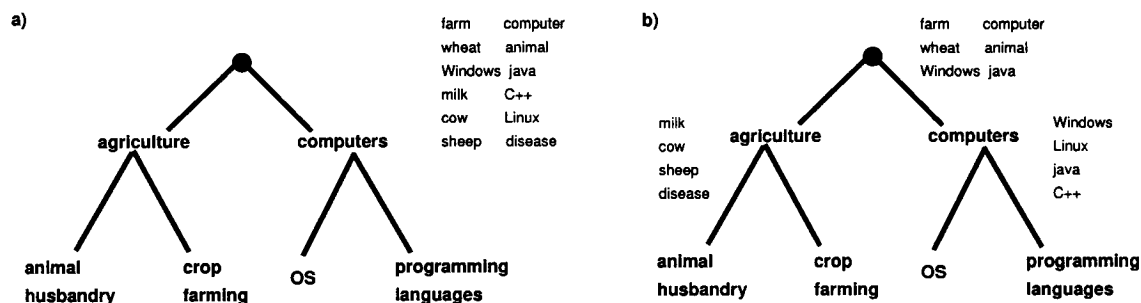 a)
farm computer
wheat animal
Windows java
milk C++
cow Linux
sheep disease
agriculture computers
animal husbandry
crop farming
OS
programming languages
b)
farm computer
wheat animal
Windows java
milk
cow
sheep
disease
agriculture computers
Windows
Linux
java
C++
animal husbandry
crop farming
OS
programming languages